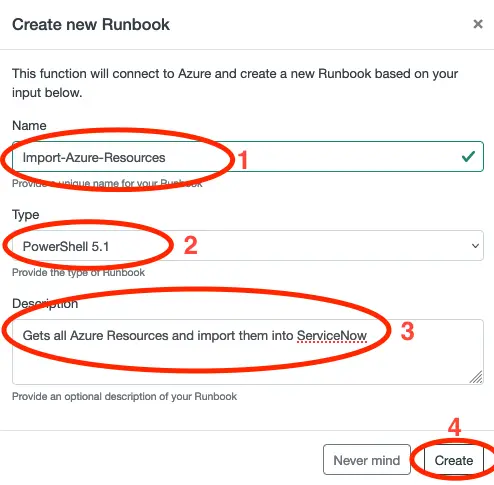 Create new Runbook ×
This function will connect to Azure and create a new Runbook based on your
input below.
Name
Import-Azure-Resources 1
Provide a unique name for your Runbook
Type
PowerShell 5.1 2
Provide the type of Runbook
Description
Gets all Azure Resources and import them into ServiceNow 3
Provide an optional description of your Runbook
4
Never mind Create